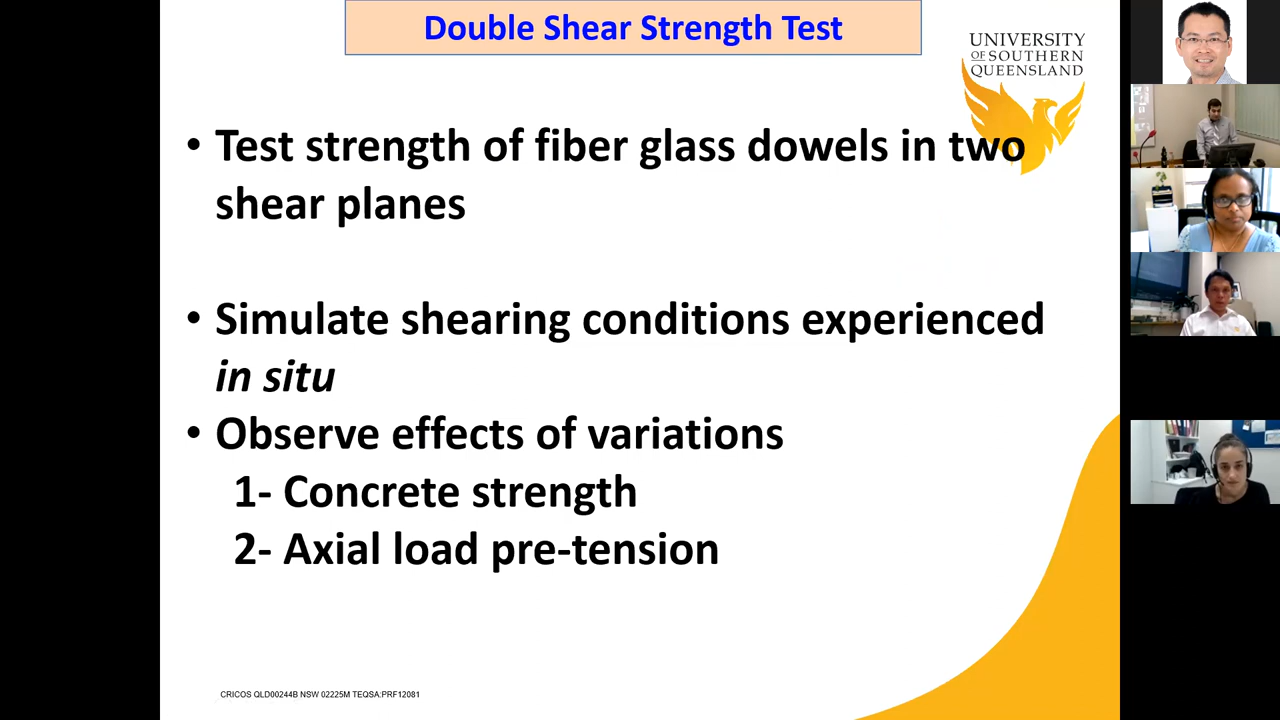 Double Shear Strength Test
UNIVERSITY
OF SOUTHERN
QUEENSLAND
• Test strength of fiber glass dowels in two
shear planes
• Simulate shearing conditions experienced
in situ
• Observe effects of variations
1- Concrete strength
2- Axial load pre-tension
CRICOS QLD00244B NSW 02225M TEQSA:PRF12081